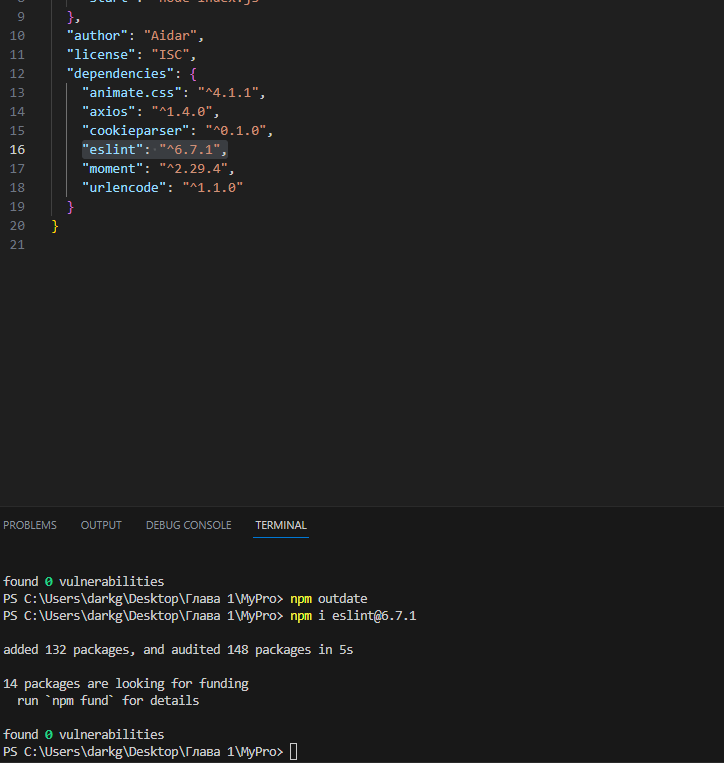 8 "start": "node index.js"
9 },
10 "author": "Aidar",
11 "license": "ISC",
12 "dependencies": {
13 "animate.css": "^4.1.1",
14 "axios": "^1.4.0",
15 "cookieparser": "^0.1.0",
16 "eslint": "^6.7.1",
17 "moment": "^2.29.4",
18 "urlencode": "^1.1.0"
19 }
20 }
21
PROBLEMS OUTPUT DEBUG CONSOLE TERMINAL
found 0 vulnerabilities
PS C:\Users\darkg\Desktop\Глава 1\MyPro> npm outdate
PS C:\Users\darkg\Desktop\Глава 1\MyPro> npm i eslint@6.7.1
added 132 packages, and audited 148 packages in 5s
14 packages are looking for funding
run `npm fund` for details
found 0 vulnerabilities
PS C:\Users\darkg\Desktop\Глава 1\MyPro>